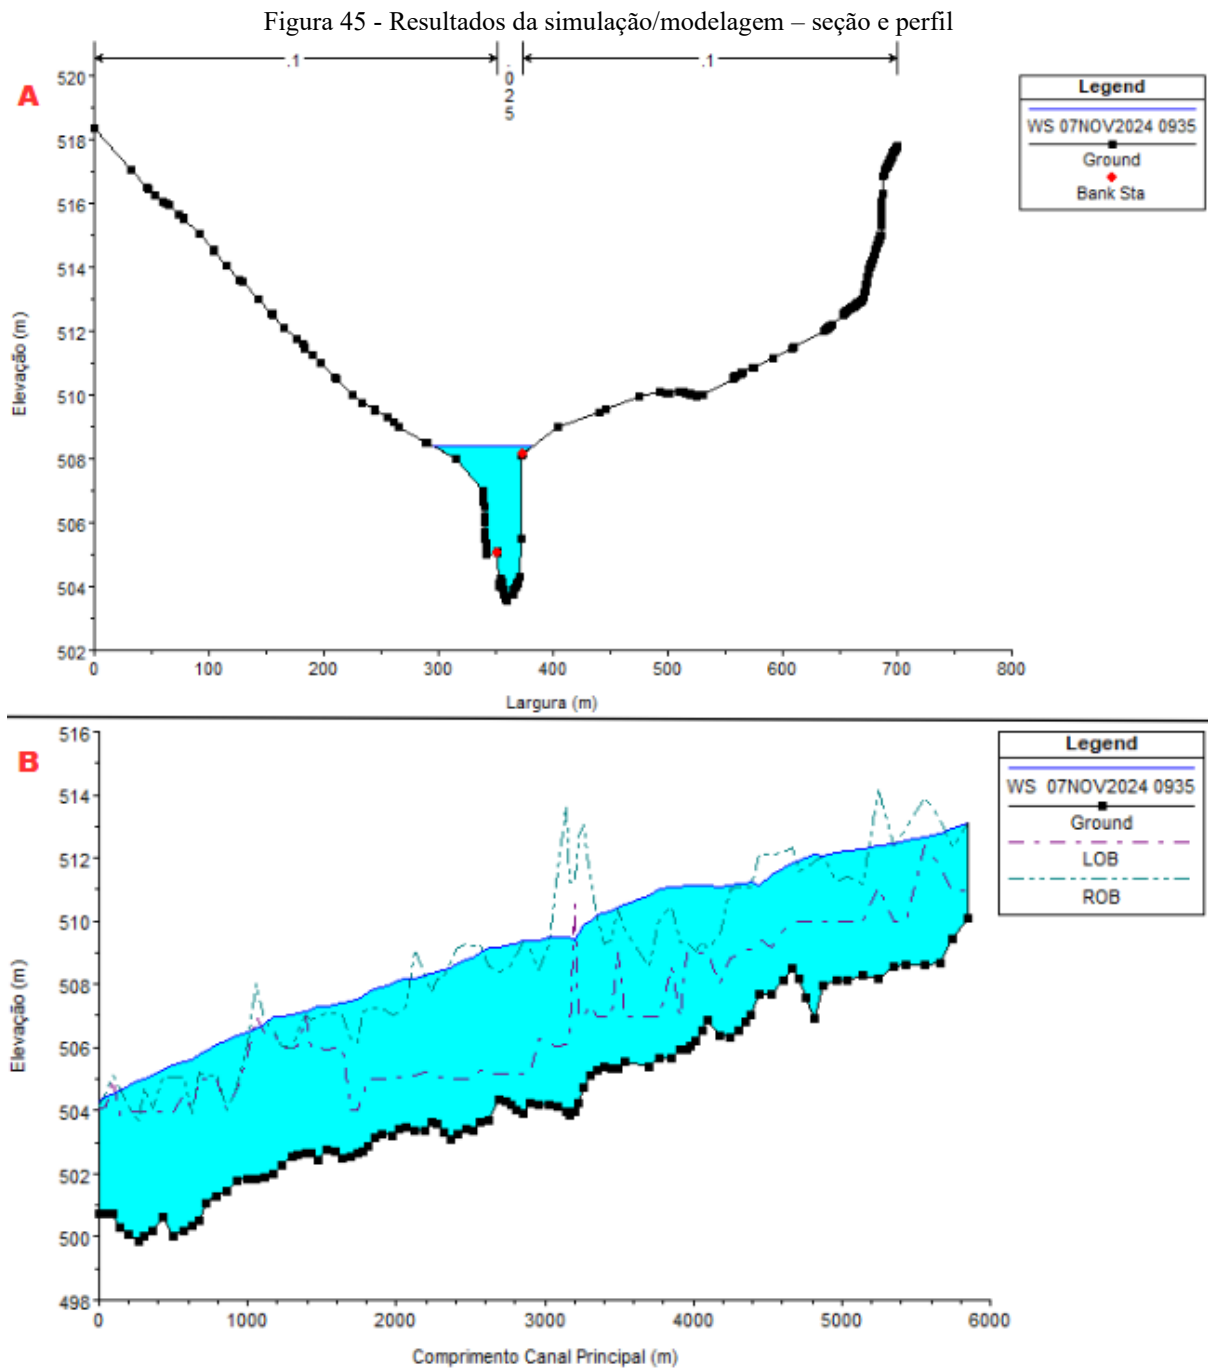 Figura 45 - Resultados da simulação/modelagem – seção e perfil
A
.1
.025
.1
Legend
WS 07NOV2024 0935
Ground
Bank Sta
520
518
516
514
512
510
508
506
504
502
Elevação (m)
0 100 200 300 400 500 600 700 800
Largura (m)
B
Legend
WS 07NOV2024 0935
Ground
LOB
ROB
516
514
512
510
508
506
504
502
500
498
Elevação (m)
0 1000 2000 3000 4000 5000 6000
Comprimento Canal Principal (m)